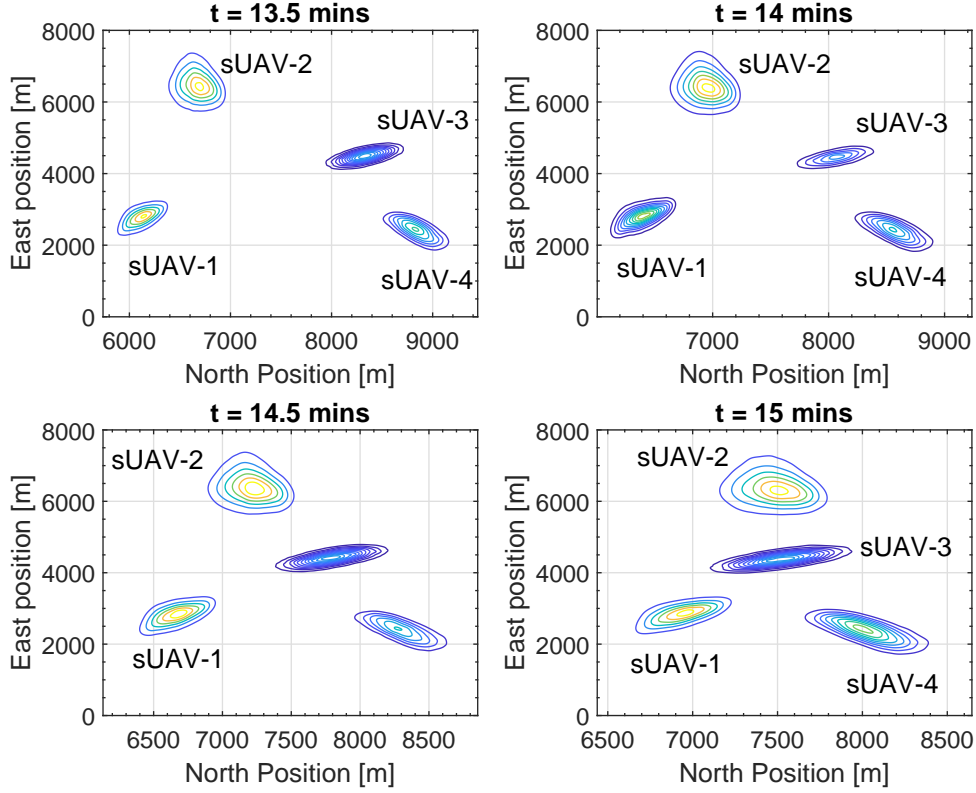 t = 13.5 mins
8000
6000
4000
2000
0
East position [m]
sUAV-2
sUAV-3
sUAV-1
sUAV-4
6000 7000 8000 9000
North Position [m]
t = 14 mins
8000
6000
4000
2000
0
East position [m]
sUAV-2
sUAV-3
sUAV-1
sUAV-4
7000 8000 9000
North Position [m]
t = 14.5 mins
8000
6000
4000
2000
0
East position [m]
sUAV-2
sUAV-1
6500 7000 7500 8000 8500
North Position [m]
t = 15 mins
8000
6000
4000
2000
0
East position [m]
sUAV-2
sUAV-3
sUAV-1
sUAV-4
6500 7000 7500 8000 8500
North Position [m]